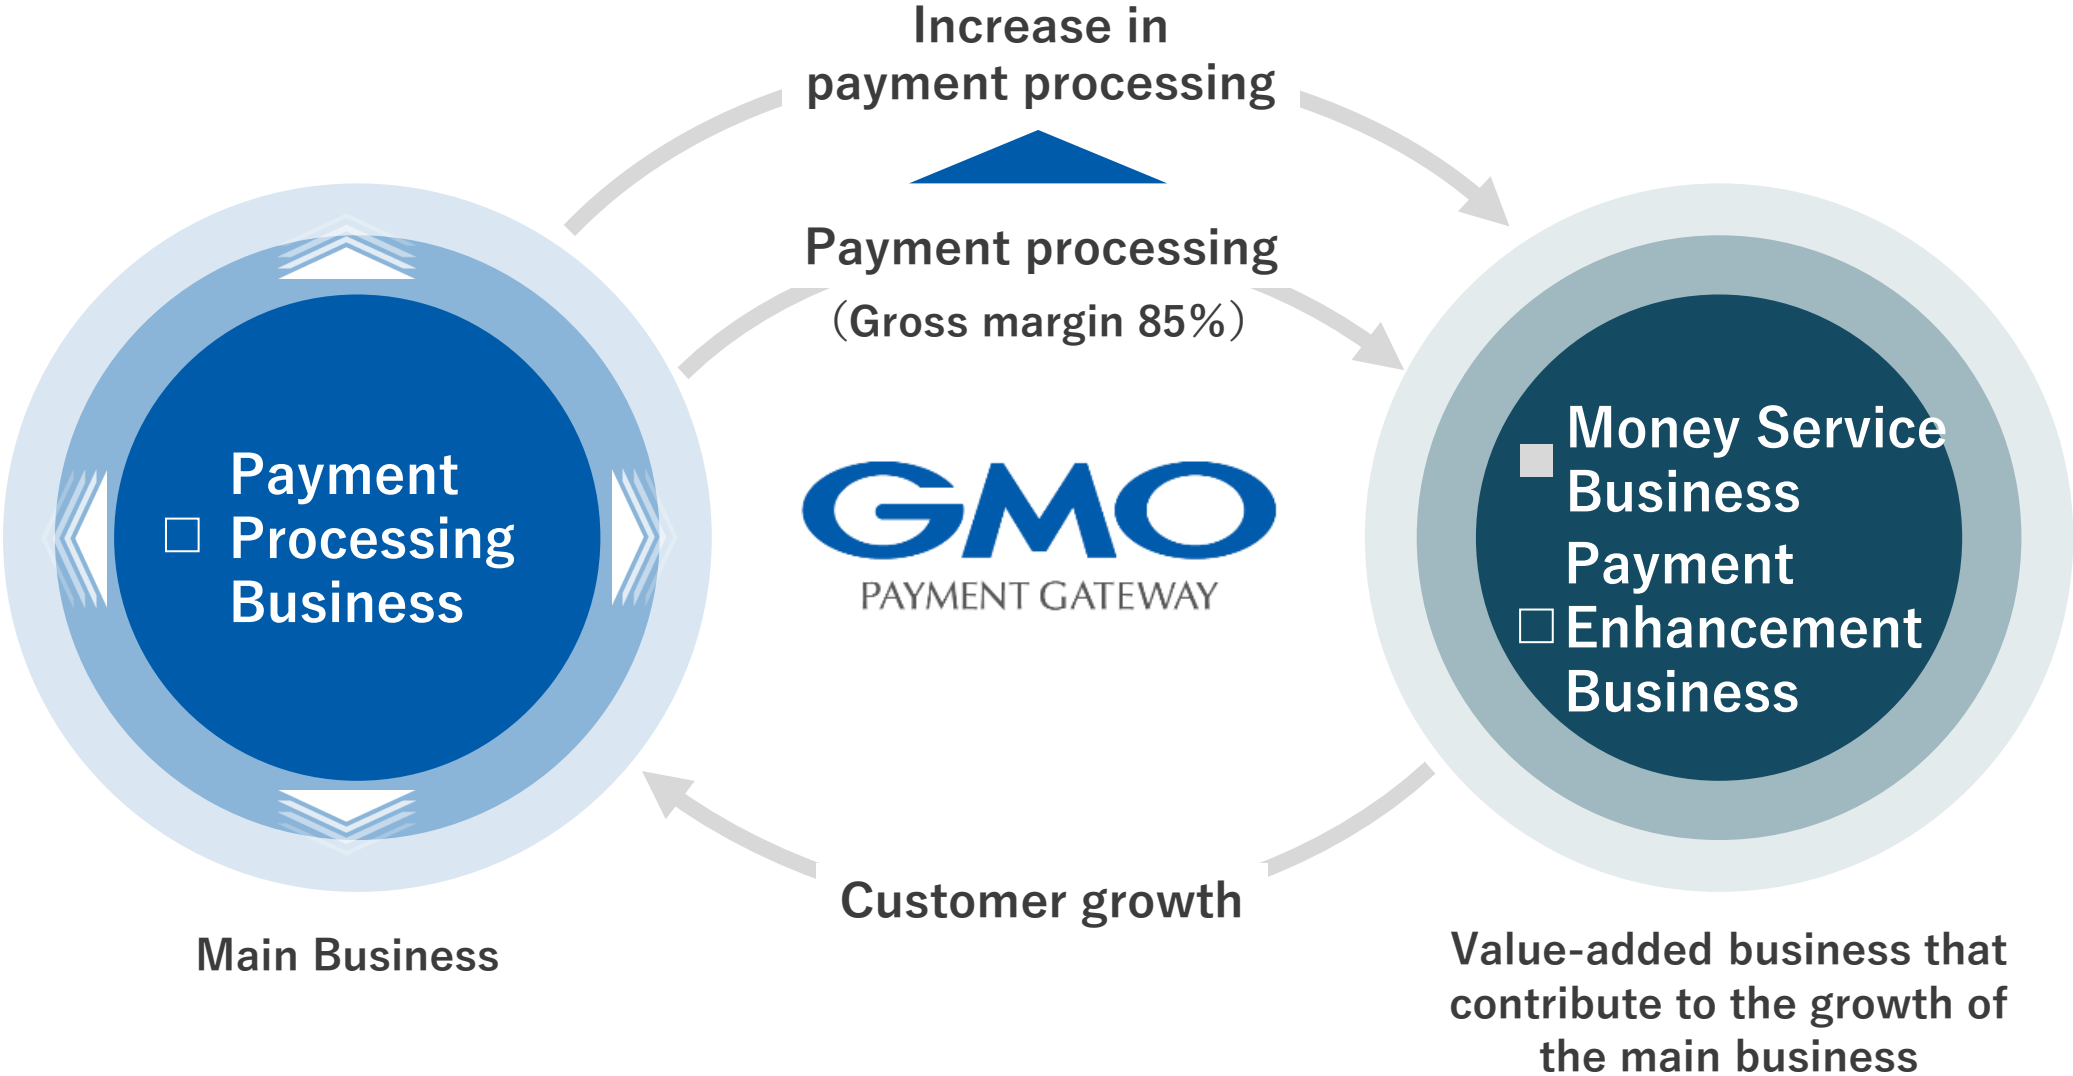 Increase in
payment processing
Payment processing
（Gross margin 85%）
Payment
Processing
Business
GMO
PAYMENT GATEWAY
Money Service
Business
Payment
Enhancement
Business
Customer growth
Main Business
Value-added business that
contribute to the growth of
the main business